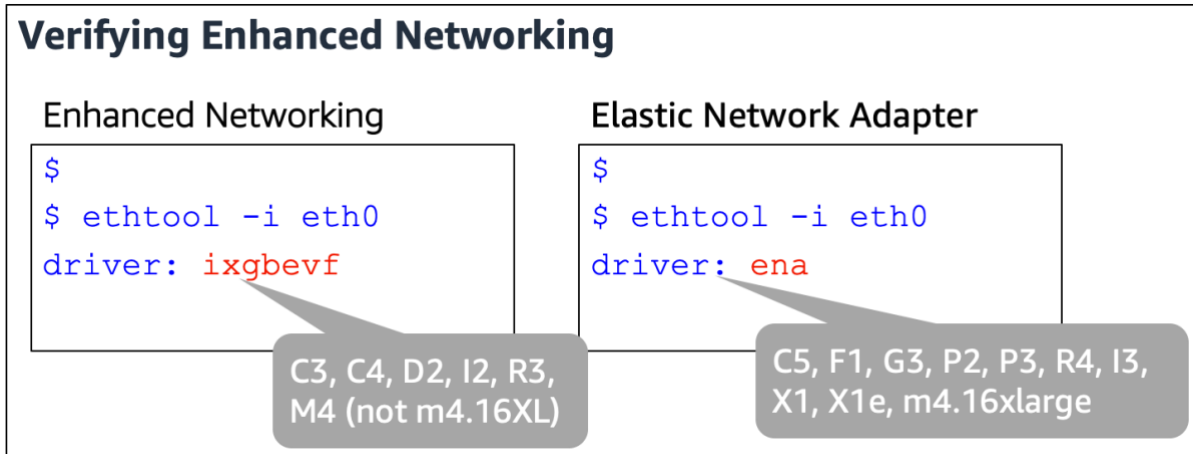 Verifying Enhanced Networking
Enhanced Networking
$
$ ethtool -i eth0
driver: ixgbevf
C3, C4, D2, I2, R3,
M4 (not m4.16XL)
Elastic Network Adapter
$
$ ethtool -i eth0
driver: ena
C5, F1, G3, P2, P3, R4, I3,
X1, X1e, m4.16xlarge